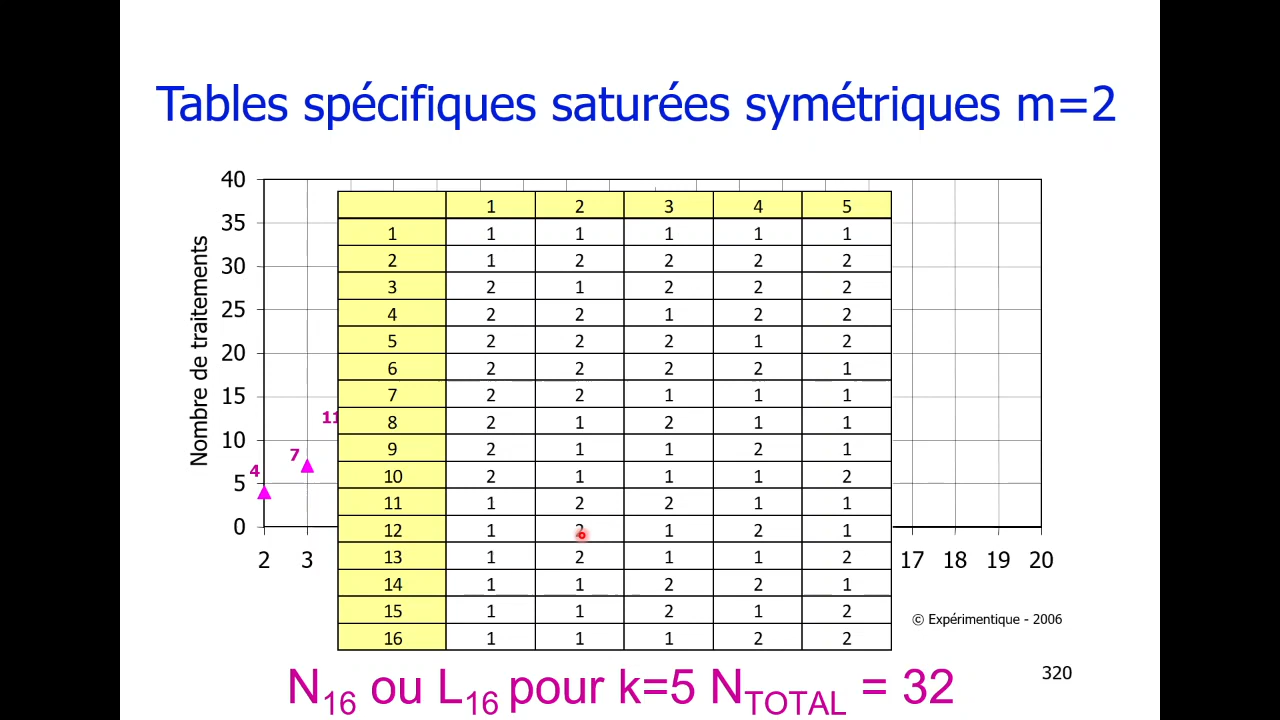 Tables spécifiques saturées symétriques m=2
Nombre de traitements
40
35
30
25
20
15
10
5
0
4
7
11
2 3 17 18 19 20
1 2 3 4 5
1 1 1 1 1 1
2 1 2 2 2 2
3 2 1 2 2 2
4 2 2 1 2 2
5 2 2 2 1 2
6 2 2 2 2 1
7 2 2 1 1 1
8 2 1 2 1 1
9 2 1 1 2 1
10 2 1 1 1 2
11 1 2 2 1 1
12 1 2 1 2 1
13 1 2 1 1 2
14 1 1 2 2 1
15 1 1 2 1 2
16 1 1 1 2 2
© Expérimentique - 2006
320
N16 ou L16 pour k=5 NTOTAL = 32